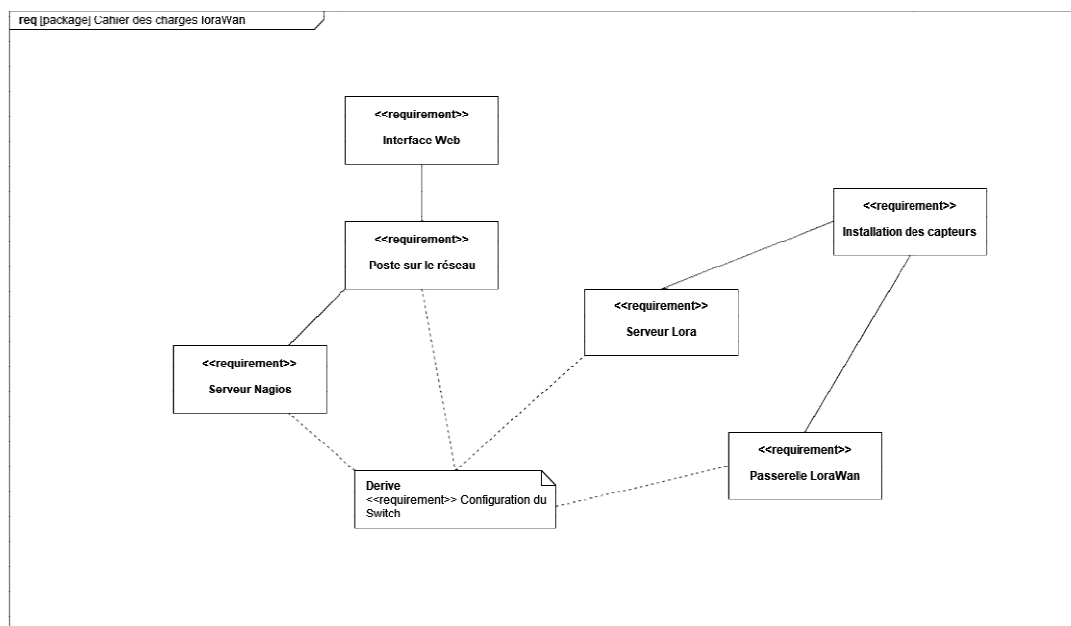 req [package] Cahier des charges loraWan
<<requirement>>
Interface Web
<<requirement>>
Poste sur le réseau
<<requirement>>
Installation des capteurs
<<requirement>>
Serveur Lora
<<requirement>>
Serveur Nagios
<<requirement>>
Passerelle LoraWan
Derive
<<requirement>> Configuration du
Switch